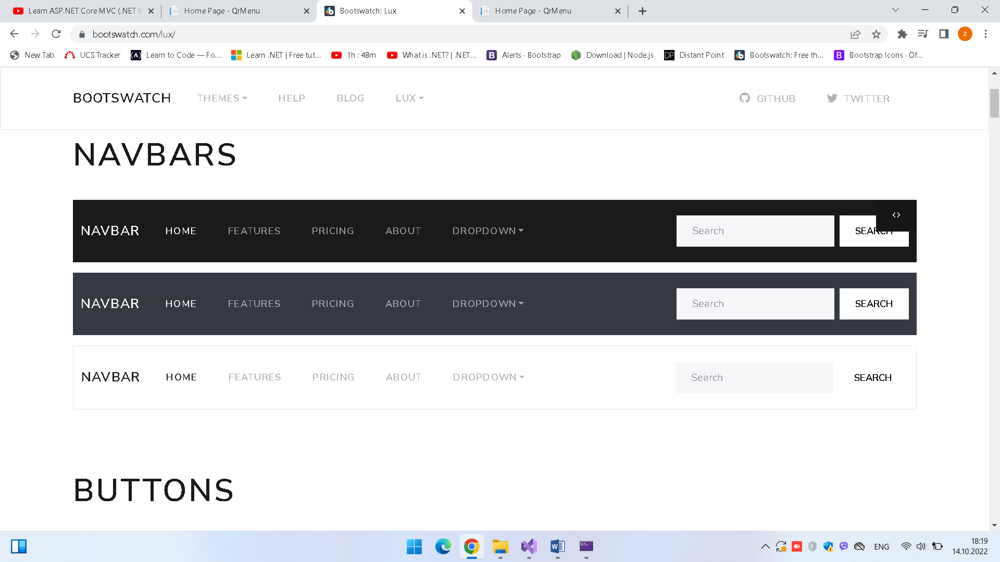 Learn ASP.NET Core MVC (.NET 6
Home Page - QrMenu
Bootswatch: Lux
Home Page - QrMenu
bootswatch.com/lux/
Z
New Tab
UCS Tracker
Learn to Code — Fo...
Learn .NET | Free tut...
1h : 48m
What is .NET? | .NET...
Alerts · Bootstrap
Download | Node.js
DP Distant Point
Bootswatch: Free th...
Bootstrap Icons · Of...
BOOTSWATCH THEMES HELP BLOG LUX GITHUB TWITTER
NAVBARS
NAVBAR HOME FEATURES PRICING ABOUT DROPDOWN Search SEARCH
NAVBAR HOME FEATURES PRICING ABOUT DROPDOWN Search SEARCH
NAVBAR HOME FEATURES PRICING ABOUT DROPDOWN Search SEARCH
BUTTONS
ENG
18:19
14.10.2022